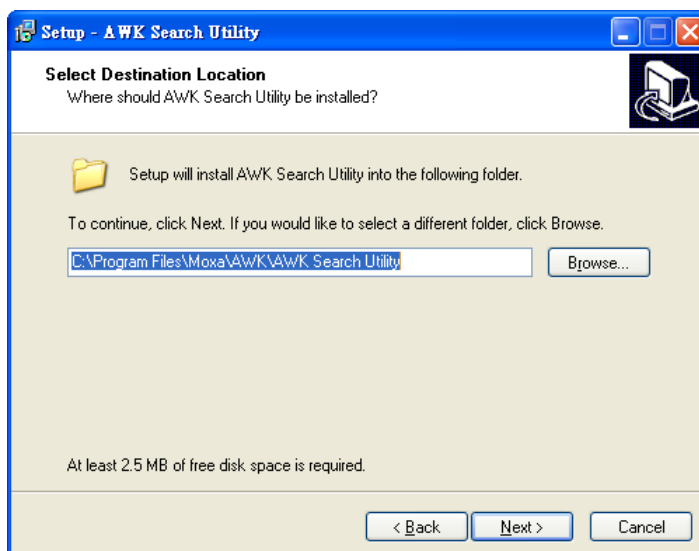 Setup - AWK Search Utility
Select Destination Location
Where should AWK Search Utility be installed?
Setup will install AWK Search Utility into the following folder.
To continue, click Next. If you would like to select a different folder, click Browse.
C:\Program Files\Moxa\AWK\AWK Search Utility
Browse...
At least 2.5 MB of free disk space is required.
< Back
Next >
Cancel